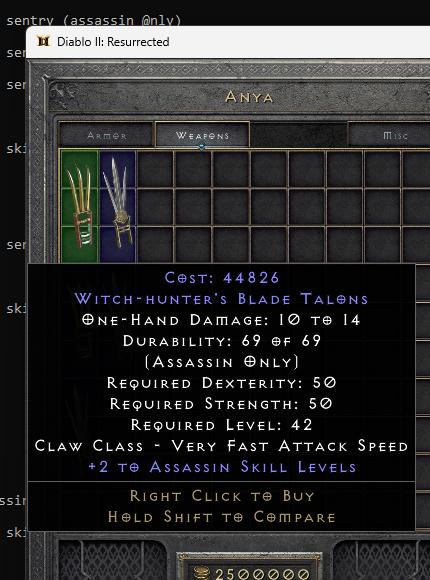 sentry (assassin @nly)
Diablo II: Resurrected
Anya
Armor
Weapons
Misc
Cost: 44826
Witch-hunter's Blade Talons
One-Hand Damage: 10 to 14
Durability: 69 of 69
(Assassin Only)
Required Dexterity: 50
Required Strength: 50
Required Level: 42
Claw Class - Very Fast Attack Speed
+2 to Assassin Skill Levels
Right Click to Buy
Hold Shift to Compare
2500000